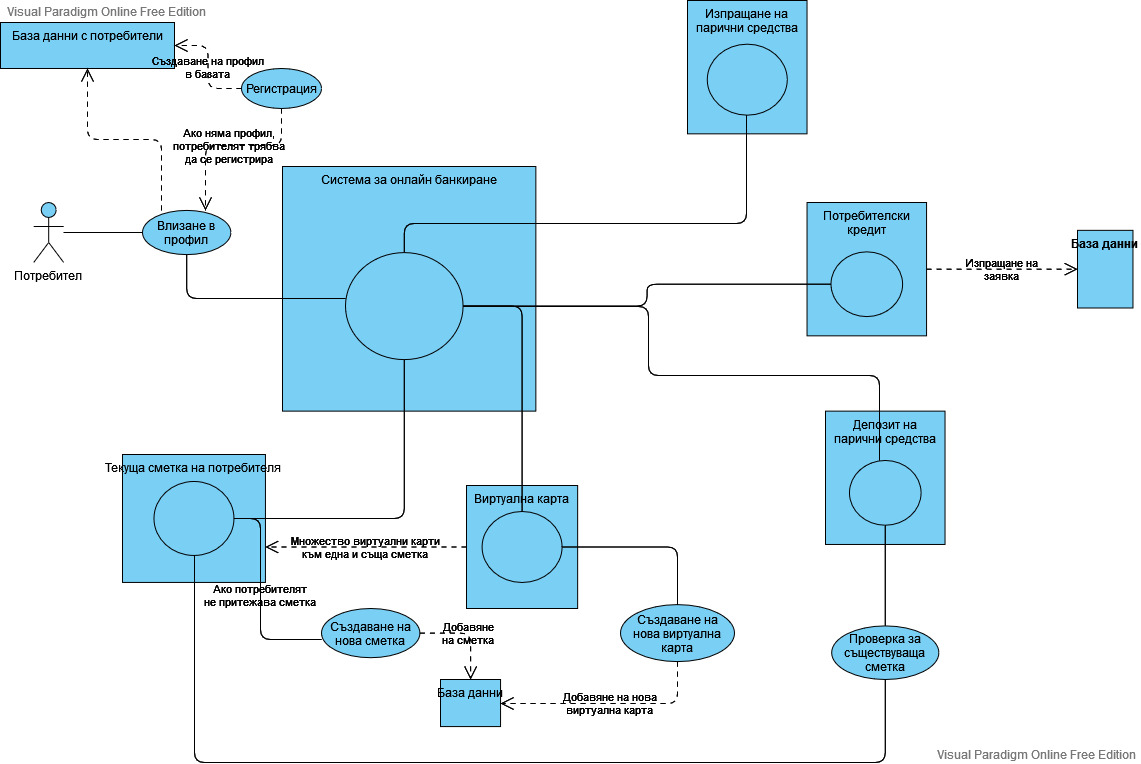 Visual Paradigm Online Free Edition
База данни с потребители
Създаване на профил
в базата
Регистрация
Ако няма профил,
потребителят трябва
да се регистрира
Изпращане на
парични средства
Система за онлайн банкиране
Потребител
Влизане в
профил
Потребителски
кредит
Изпращане на
заявка
База данни
Депозит на
парични средства
Текуща сметка на потребителя
Виртуална карта
Множество виртуални карти
към една и съща сметка
Ако потребителят
не притежава сметка
Създаване на
нова сметка
Добавяне
на сметка
Създаване на
нова виртуална
карта
Проверка за
съществуваща
сметка
База данни
Добавяне на нова
виртуална карта
Visual Paradigm Online Free Edition